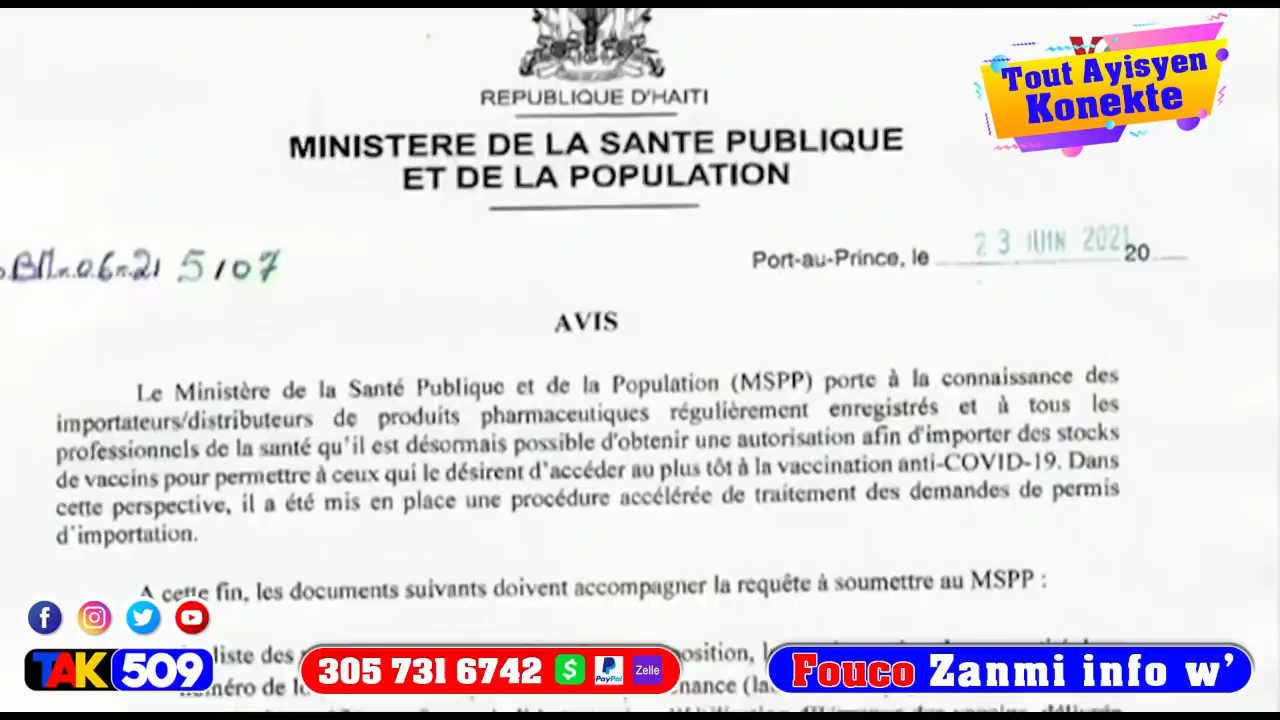 REPUBLIQUE D'HAITI
Tout Ayisyen
Konekte
MINISTERE DE LA SANTE PUBLIQUE
ET DE LA POPULATION
5107
Port-au-Prince, le 23 JUIN 2021 20
AVIS
Le Ministère de la Santé Publique et de la Population (MSPP) porte à la connaissance des
importateurs/distributeurs de produits pharmaceutiques régulièrement enregistrés et à tous les
professionnels de la santé qu'il est désormais possible d'obtenir une autorisation afin d'importer des stocks
de vaccins pour permettre à ceux qui le désirent d'accéder au plus tôt à la vaccination anti-COVID-19. Dans
cette perspective, il a été mis en place une procédure accélérée de traitement des demandes de permis
d'importation.
A cette fin, les documents suivants doivent accompagner la requête à soumettre au MSPP :
liste des
TAK 509
305 731 6742 $ PayPal Zelle
Fouco Zanmi info w'